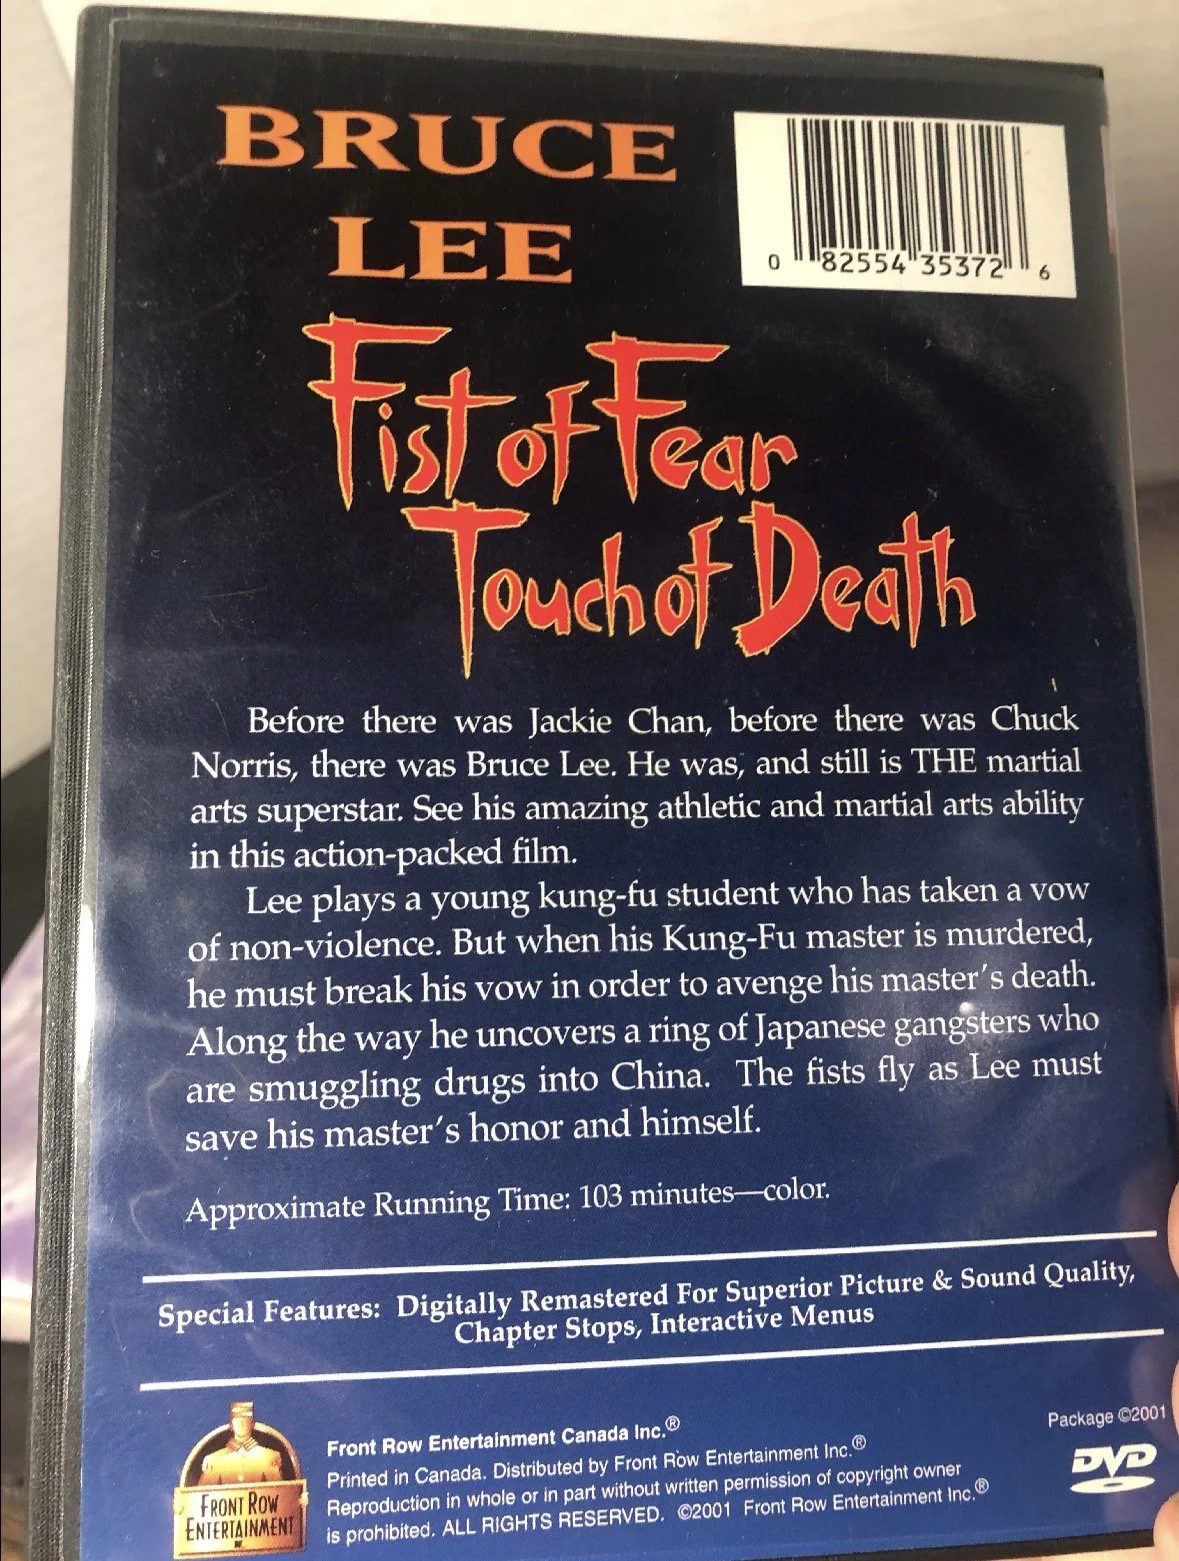 BRUCE
LEE
0 82554 35372 6
Fist of Fear
Touch of Death
Before there was Jackie Chan, before there was Chuck
Norris, there was Bruce Lee. He was, and still is THE martial
arts superstar. See his amazing athletic and martial arts ability
in this action-packed film.
Lee plays a young kung-fu student who has taken a vow
of non-violence. But when his Kung-Fu master is murdered,
he must break his vow in order to avenge his master's death.
Along the way he uncovers a ring of Japanese gangsters who
are smuggling drugs into China. The fists fly as Lee must
save his master's honor and himself.
Approximate Running Time: 103 minutes—color.
Special Features: Digitally Remastered For Superior Picture & Sound Quality,
Chapter Stops, Interactive Menus
FRONT ROW
ENTERTAINMENT
Front Row Entertainment Canada Inc.®
Printed in Canada. Distributed by Front Row Entertainment Inc.®
Reproduction in whole or in part without written permission of copyright owner
is prohibited. ALL RIGHTS RESERVED. ©2001 Front Row Entertainment Inc.®
Package ©2001
DVD